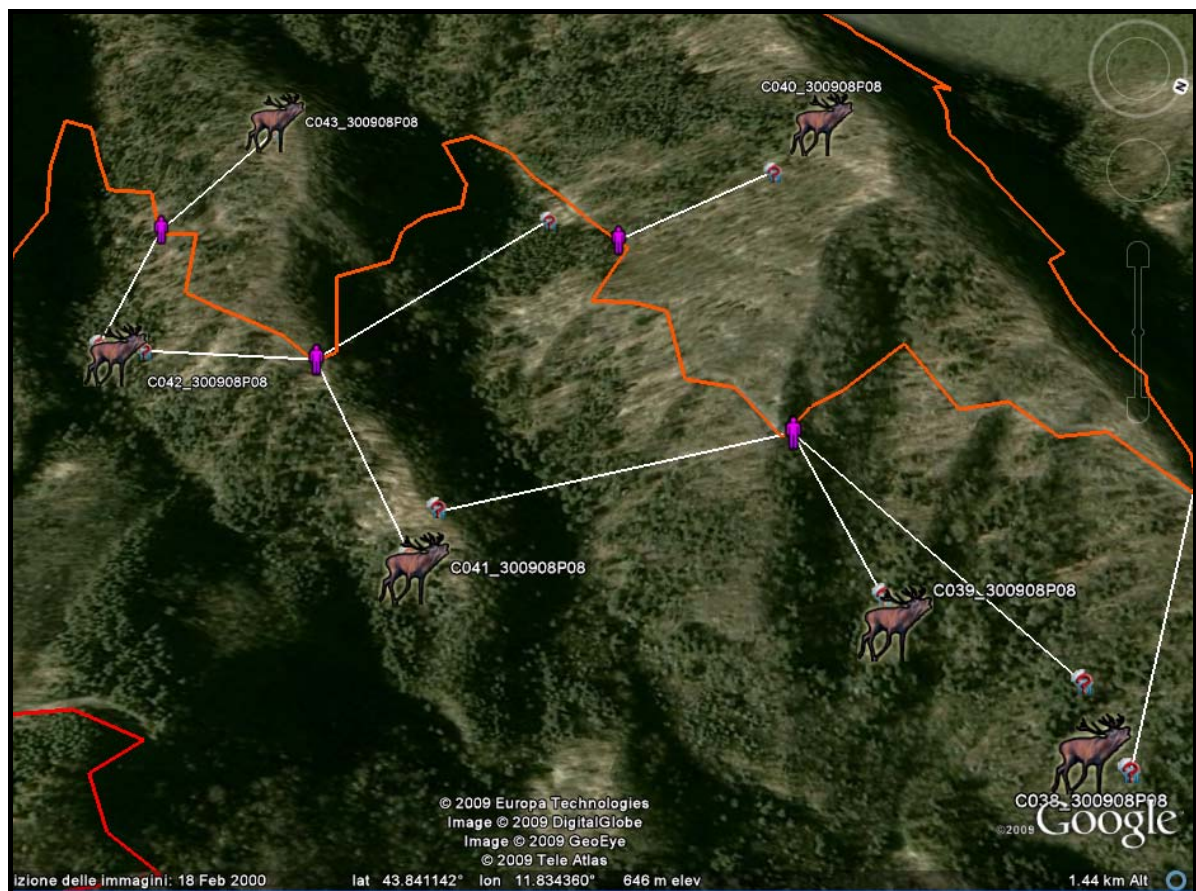 C040_300908P08
C043_300908P08
N
C042_300908P08
C041_300908P08
C039_300908P08
C038_300908P08
© 2009 Europa Technologies
Image © 2009 DigitalGlobe
Image © 2009 GeoEye
© 2009 Tele Atlas
©2009 Google
izione delle immagini: 18 Feb 2000 lat 43.841142° lon 11.834360° 646 m elev 1.44 km Alt